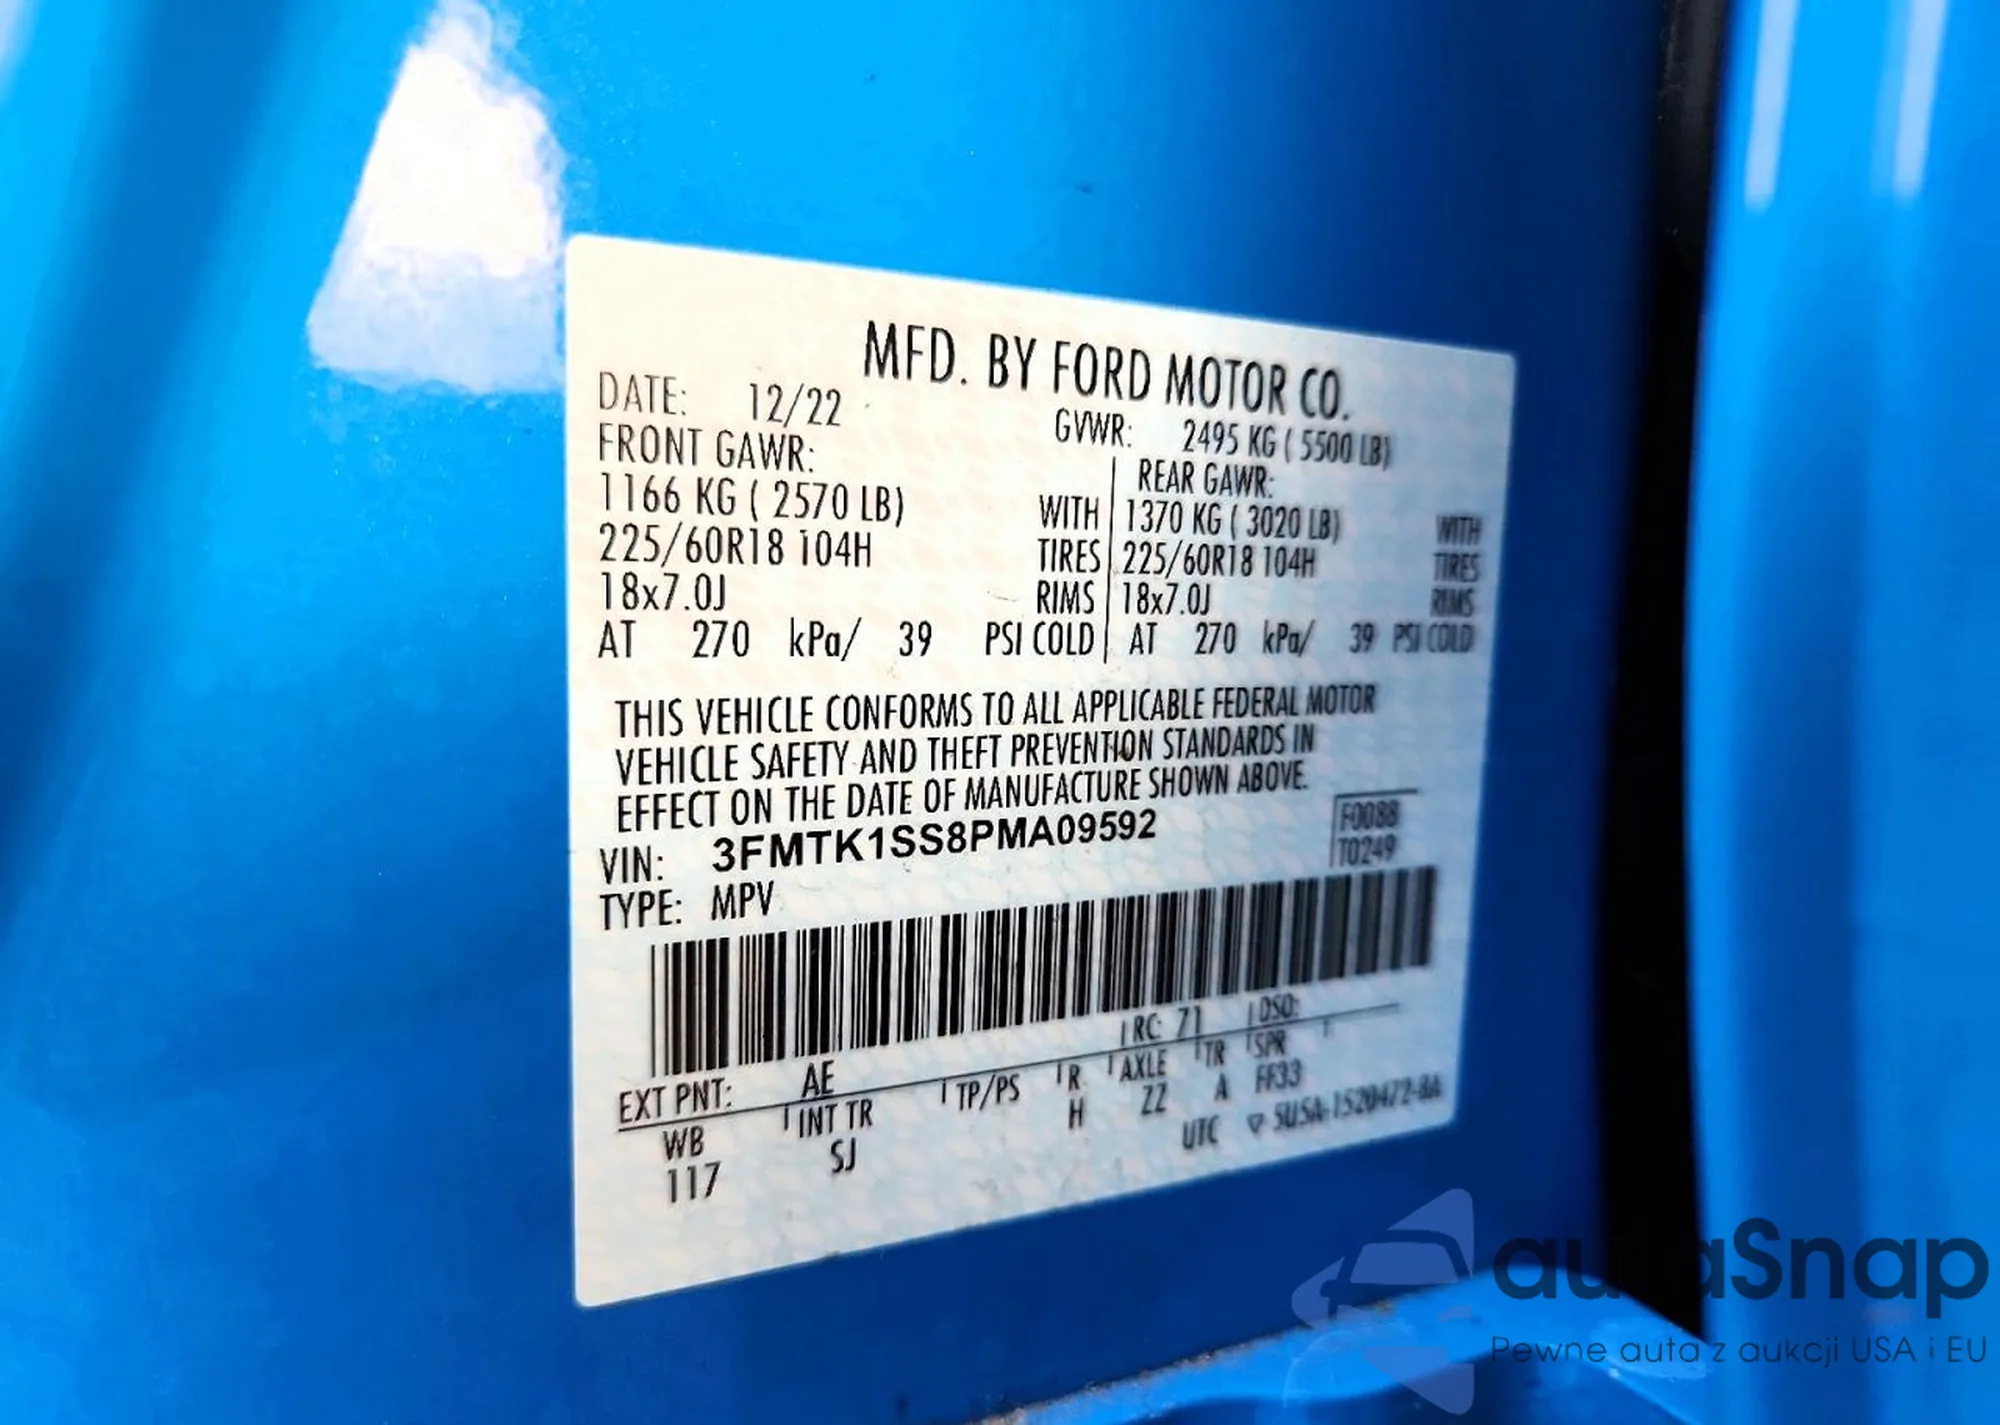 MFD. BY FORD MOTOR CO.
DATE: 12/22
GVWR: 2495 KG ( 5500 LB)
FRONT GAWR:
1166 KG ( 2570 LB) WITH
225/60R18 104H TIRES
18x7.0J RIMS
AT 270 kPa/ 39 PSI COLD
REAR GAWR:
1370 KG ( 3020 LB) WITH
225/60R18 104H TIRES
18x7.0J RIMS
AT 270 kPa/ 39 PSI COLD
THIS VEHICLE CONFORMS TO ALL APPLICABLE FEDERAL MOTOR
VEHICLE SAFETY AND THEFT PREVENTION STANDARDS IN
EFFECT ON THE DATE OF MANUFACTURE SHOWN ABOVE.
VIN: 3FMTK1SS8PMA09592
F0088
T0249
TYPE: MPV
EXT PNT: AE RC: 71 DSO:
WB INT TR TP/PS R AXLE TR SPR
117 SJ H ZZ A FF33
UTC ▽ SUSA-1520472-BA
autaSnap
Pewne auta z aukcji USA i EU